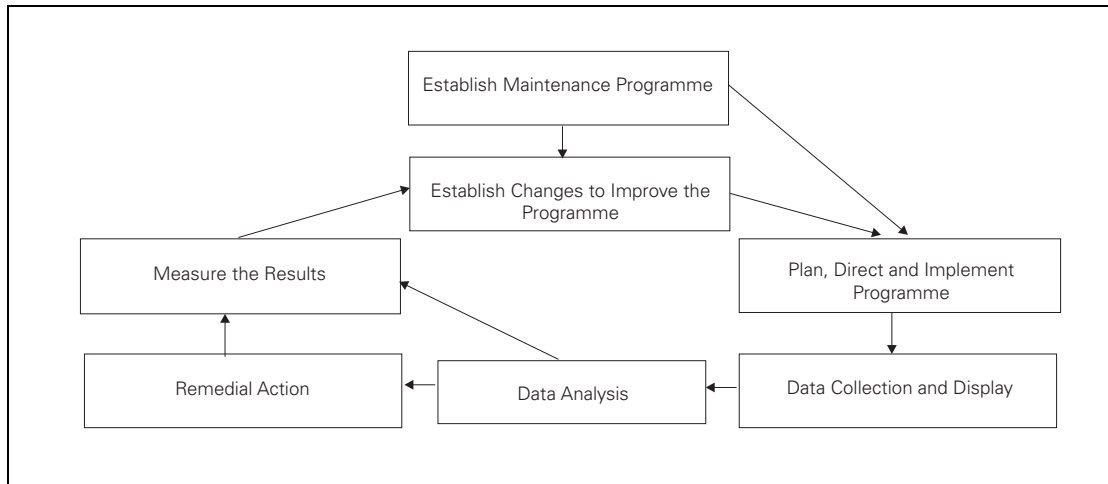 Establish Maintenance Programme
Establish Changes to Improve the
Programme
Measure the Results
Plan, Direct and Implement
Programme
Remedial Action
Data Analysis
Data Collection and Display